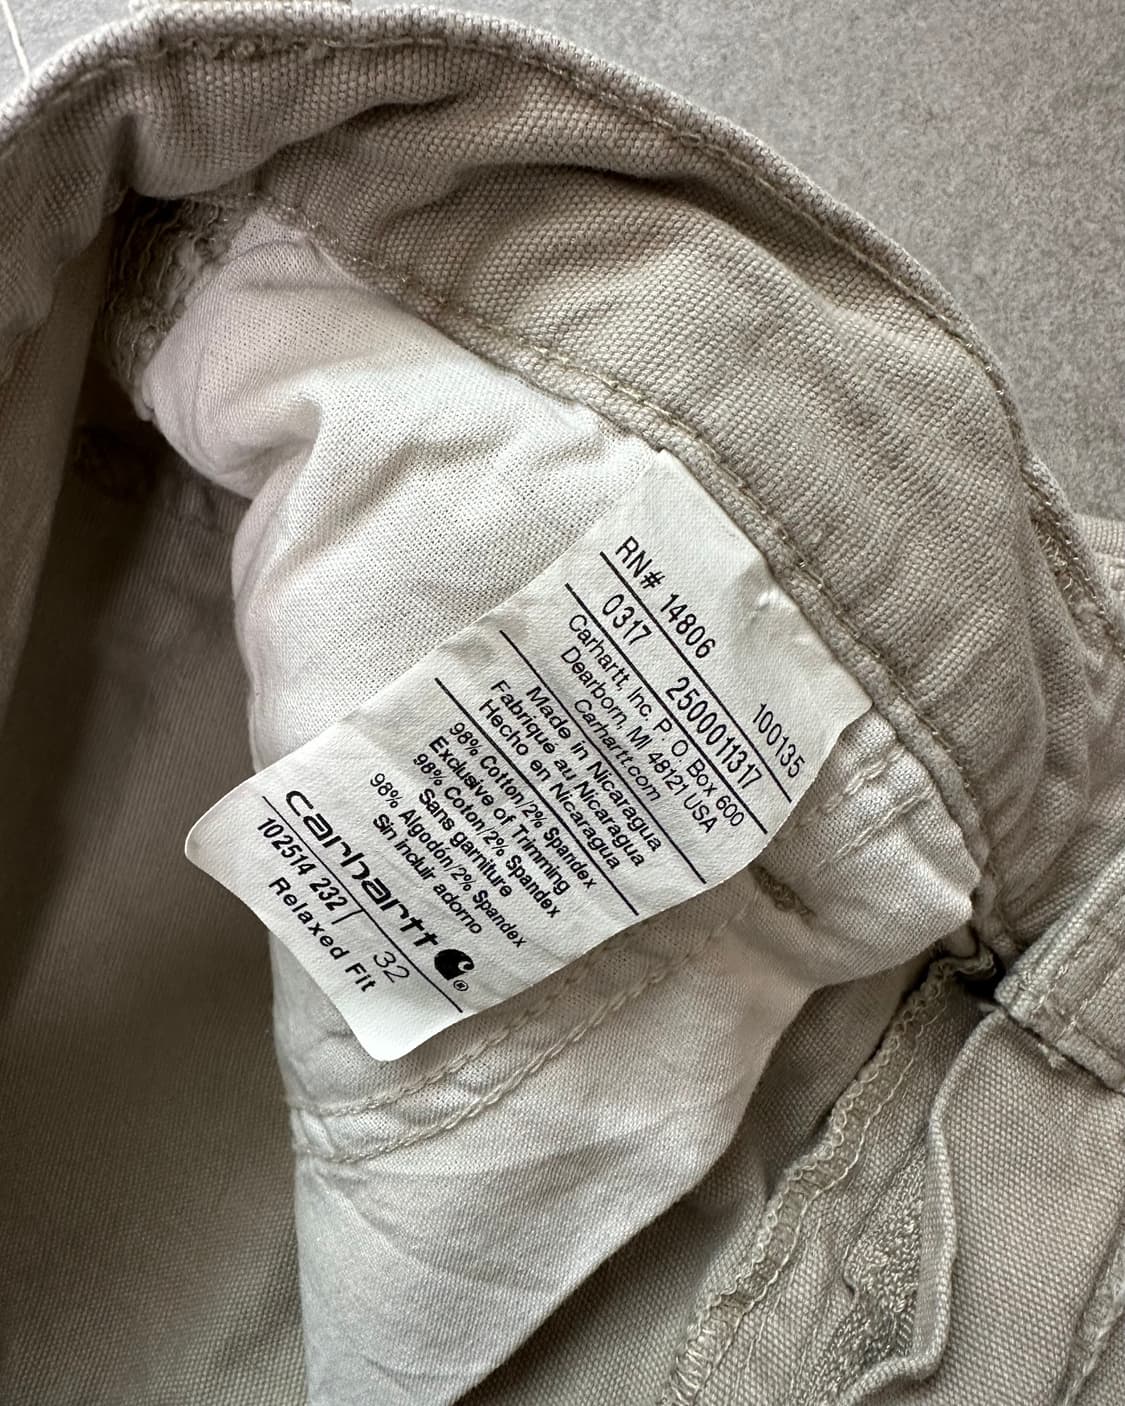 RN# 14806 100135
0317 2500011317
Carhartt, Inc. P O. Box 600
Dearborn, MI 48121 USA
Carhartt.com
Made in Nicaragua
Fabriqué au Nicaragua
Hecho en Nicaragua
98% Cotton/2% Spandex
Exclusive of Trimming
98% Coton/2% Spandex
Sans garniture
98% Algodón/2% Spandex
Sin incluir adorno
carhartt ®
102514 232/ 32
Relaxed Fit